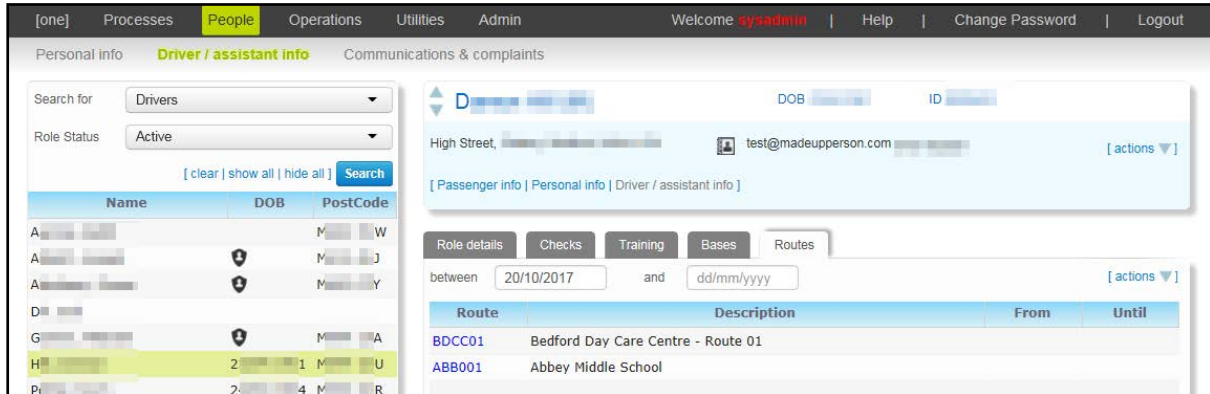 [one] Processes People Operations Utilities Admin Welcome sysadmin | Help | Change Password | Logout
Personal info Driver / assistant info Communications & complaints
Search for Drivers
Role Status Active
[ clear | show all | hide all ] Search
Name DOB PostCode
A M W
A M J
A M Y
D
G M A
H 2 1 M U
P 2 4 M R
D DOB ID
High Street, test@madeupperson.com [ actions ]
[ Passenger info | Personal info | Driver / assistant info ]
Role details Checks Training Bases Routes
between 20/10/2017 and dd/mm/yyyy [ actions ]
Route Description From Until
BDCC01 Bedford Day Care Centre - Route 01
ABB001 Abbey Middle School